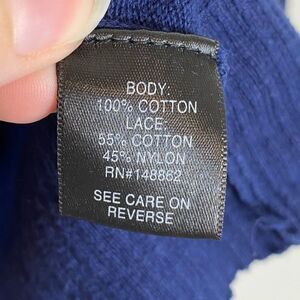 BODY:
100% COTTON
LACE:
55% COTTON
45% NYLON
RN#148862
SEE CARE ON
REVERSE